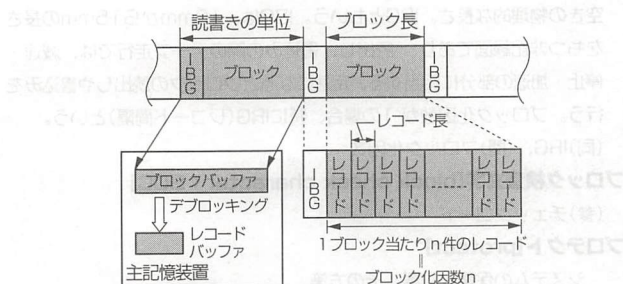 読書きの単位
ブロック長
IBG
ブロック
IBG
ブロック
IBG
レコード長
ブロックバッファ
デブロッキング
レコード
バッファ
主記憶装置
IBG
レコード
レコード
レコード
レコード
………
レコード
レコード
1ブロック当たりn件のレコード
‖
ブロック化因数n